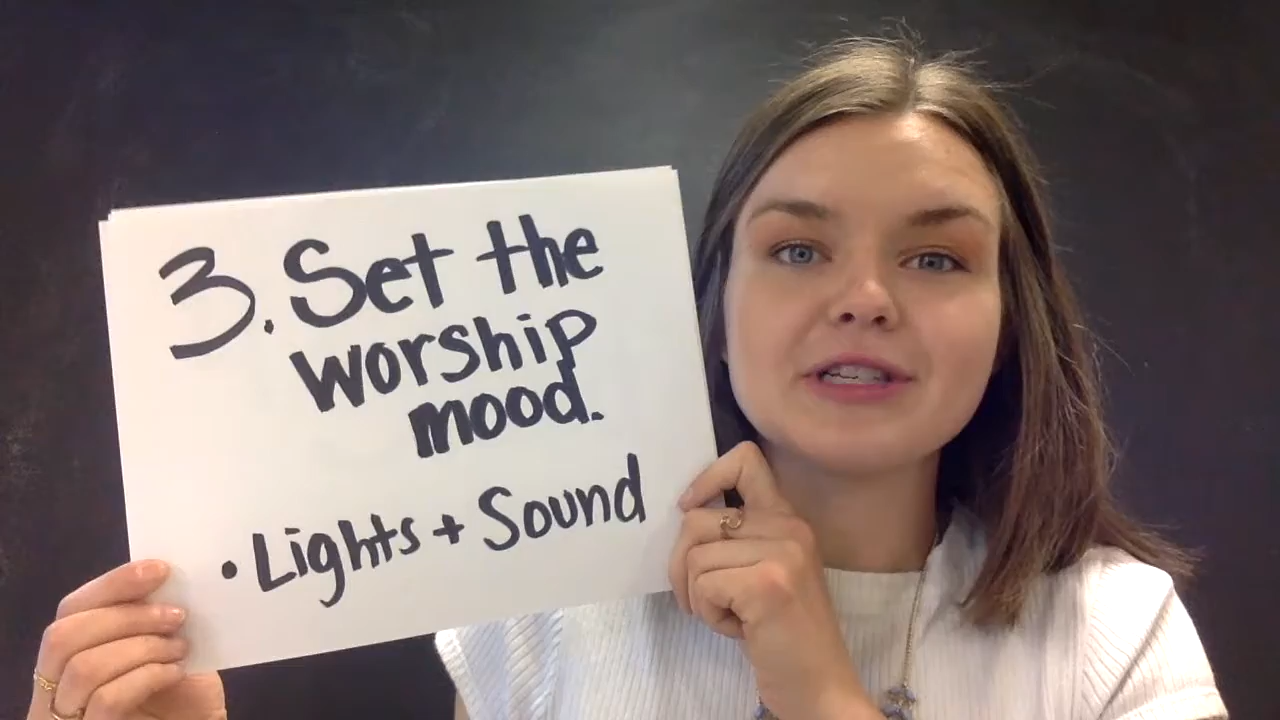 3. Set the
worship
mood.
• Lights + Sound